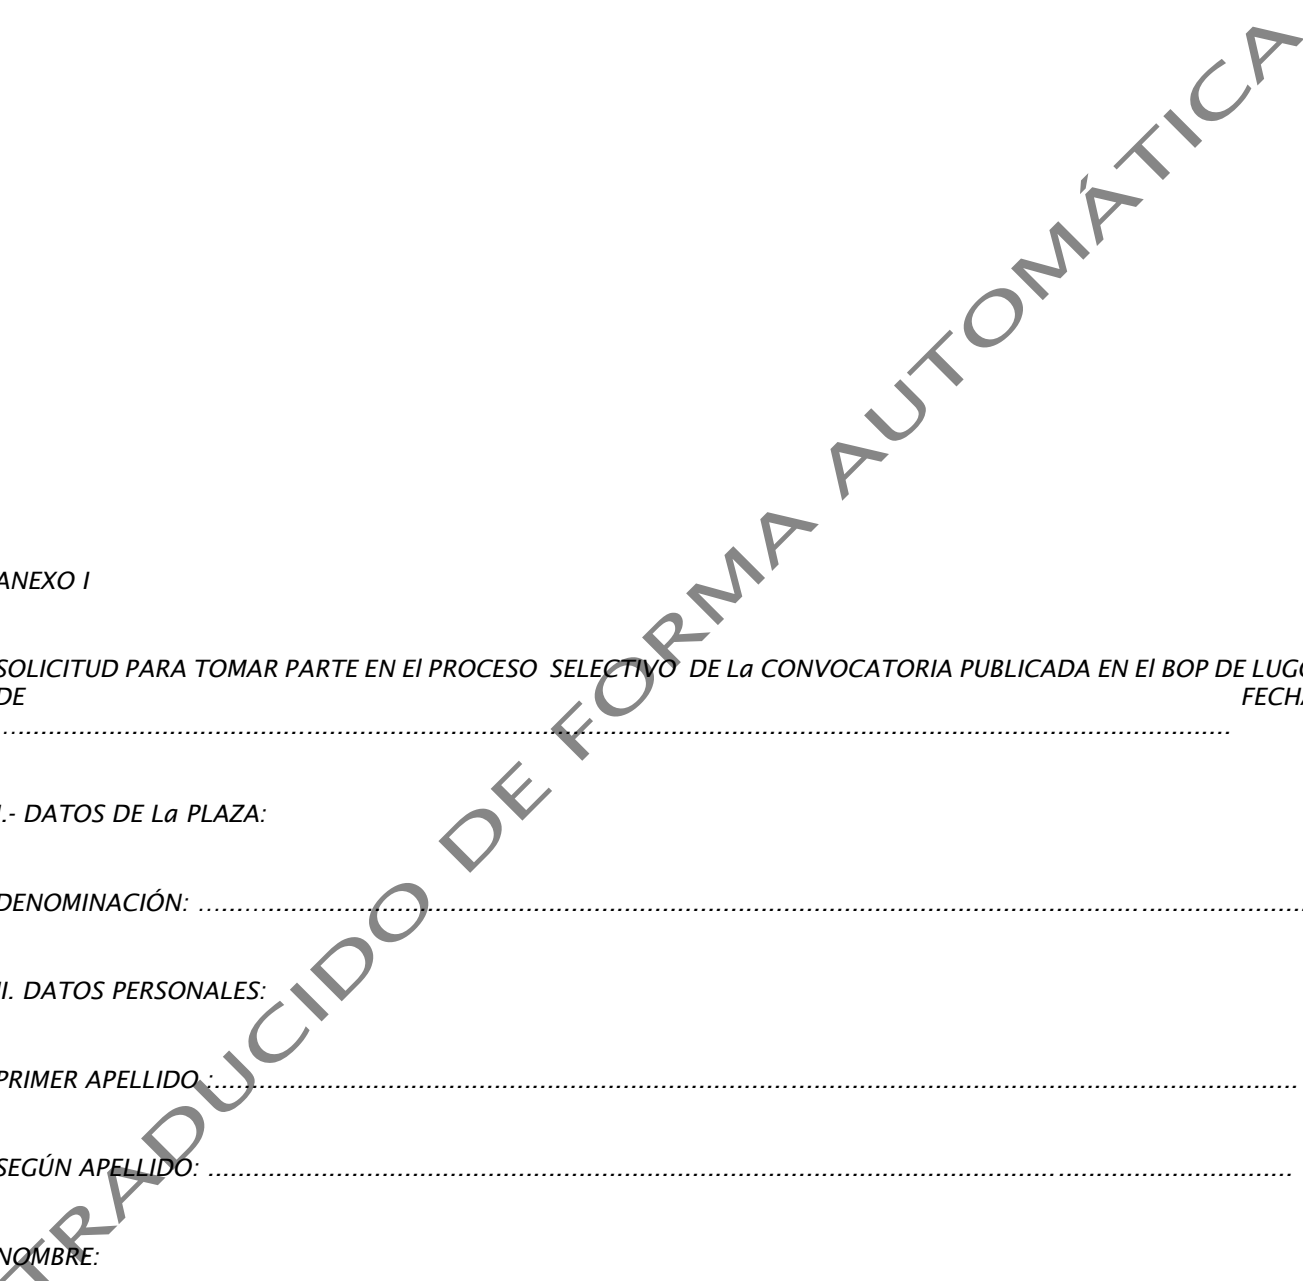 ANEXO I
SOLICITUD PARA TOMAR PARTE EN El PROCESO SELECTIVO DE La CONVOCATORIA PUBLICADA EN El BOP DE LUGO
DE FECHA
....................................................................................................
I.- DATOS DE La PLAZA:
DENOMINACIÓN: ....................................................................................................
II. DATOS PERSONALES:
PRIMER APELLIDO :....................................................................................................
SEGÚN APELLIDO: ....................................................................................................
NOMBRE:
TRADUCIDO DE FORMA AUTOMÁTICA